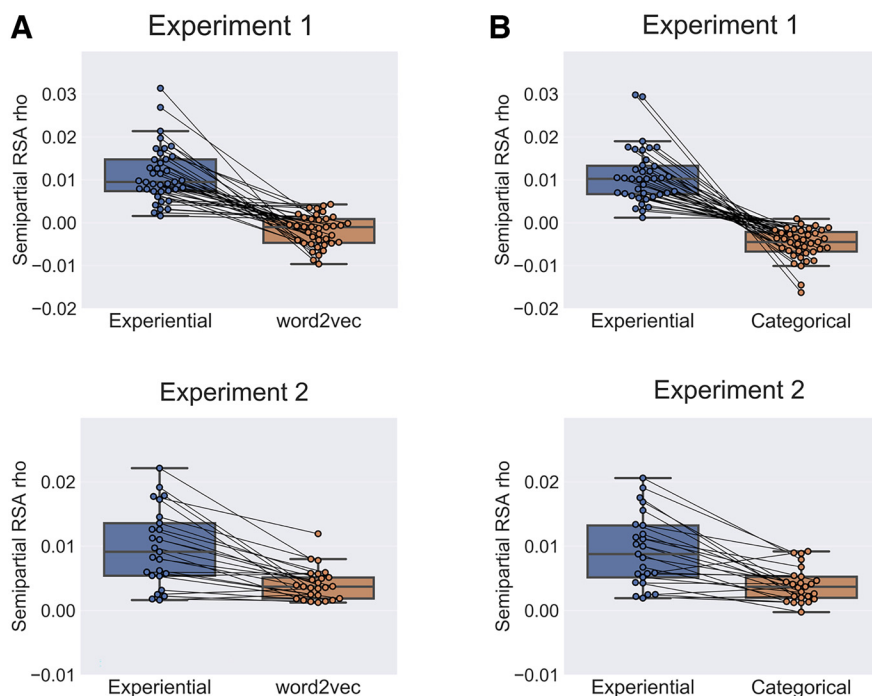 A
Experiment 1
Semipartial RSA rho
0.03
0.02
0.01
0.00
−0.01
−0.02
Experiential
word2vec
B
Experiment 1
Semipartial RSA rho
0.03
0.02
0.01
0.00
−0.01
−0.02
Experiential
Categorical
Experiment 2
Semipartial RSA rho
0.02
0.01
0.00
−0.01
Experiential
word2vec
Experiment 2
Semipartial RSA rho
0.02
0.01
0.00
−0.01
Experiential
Categorical